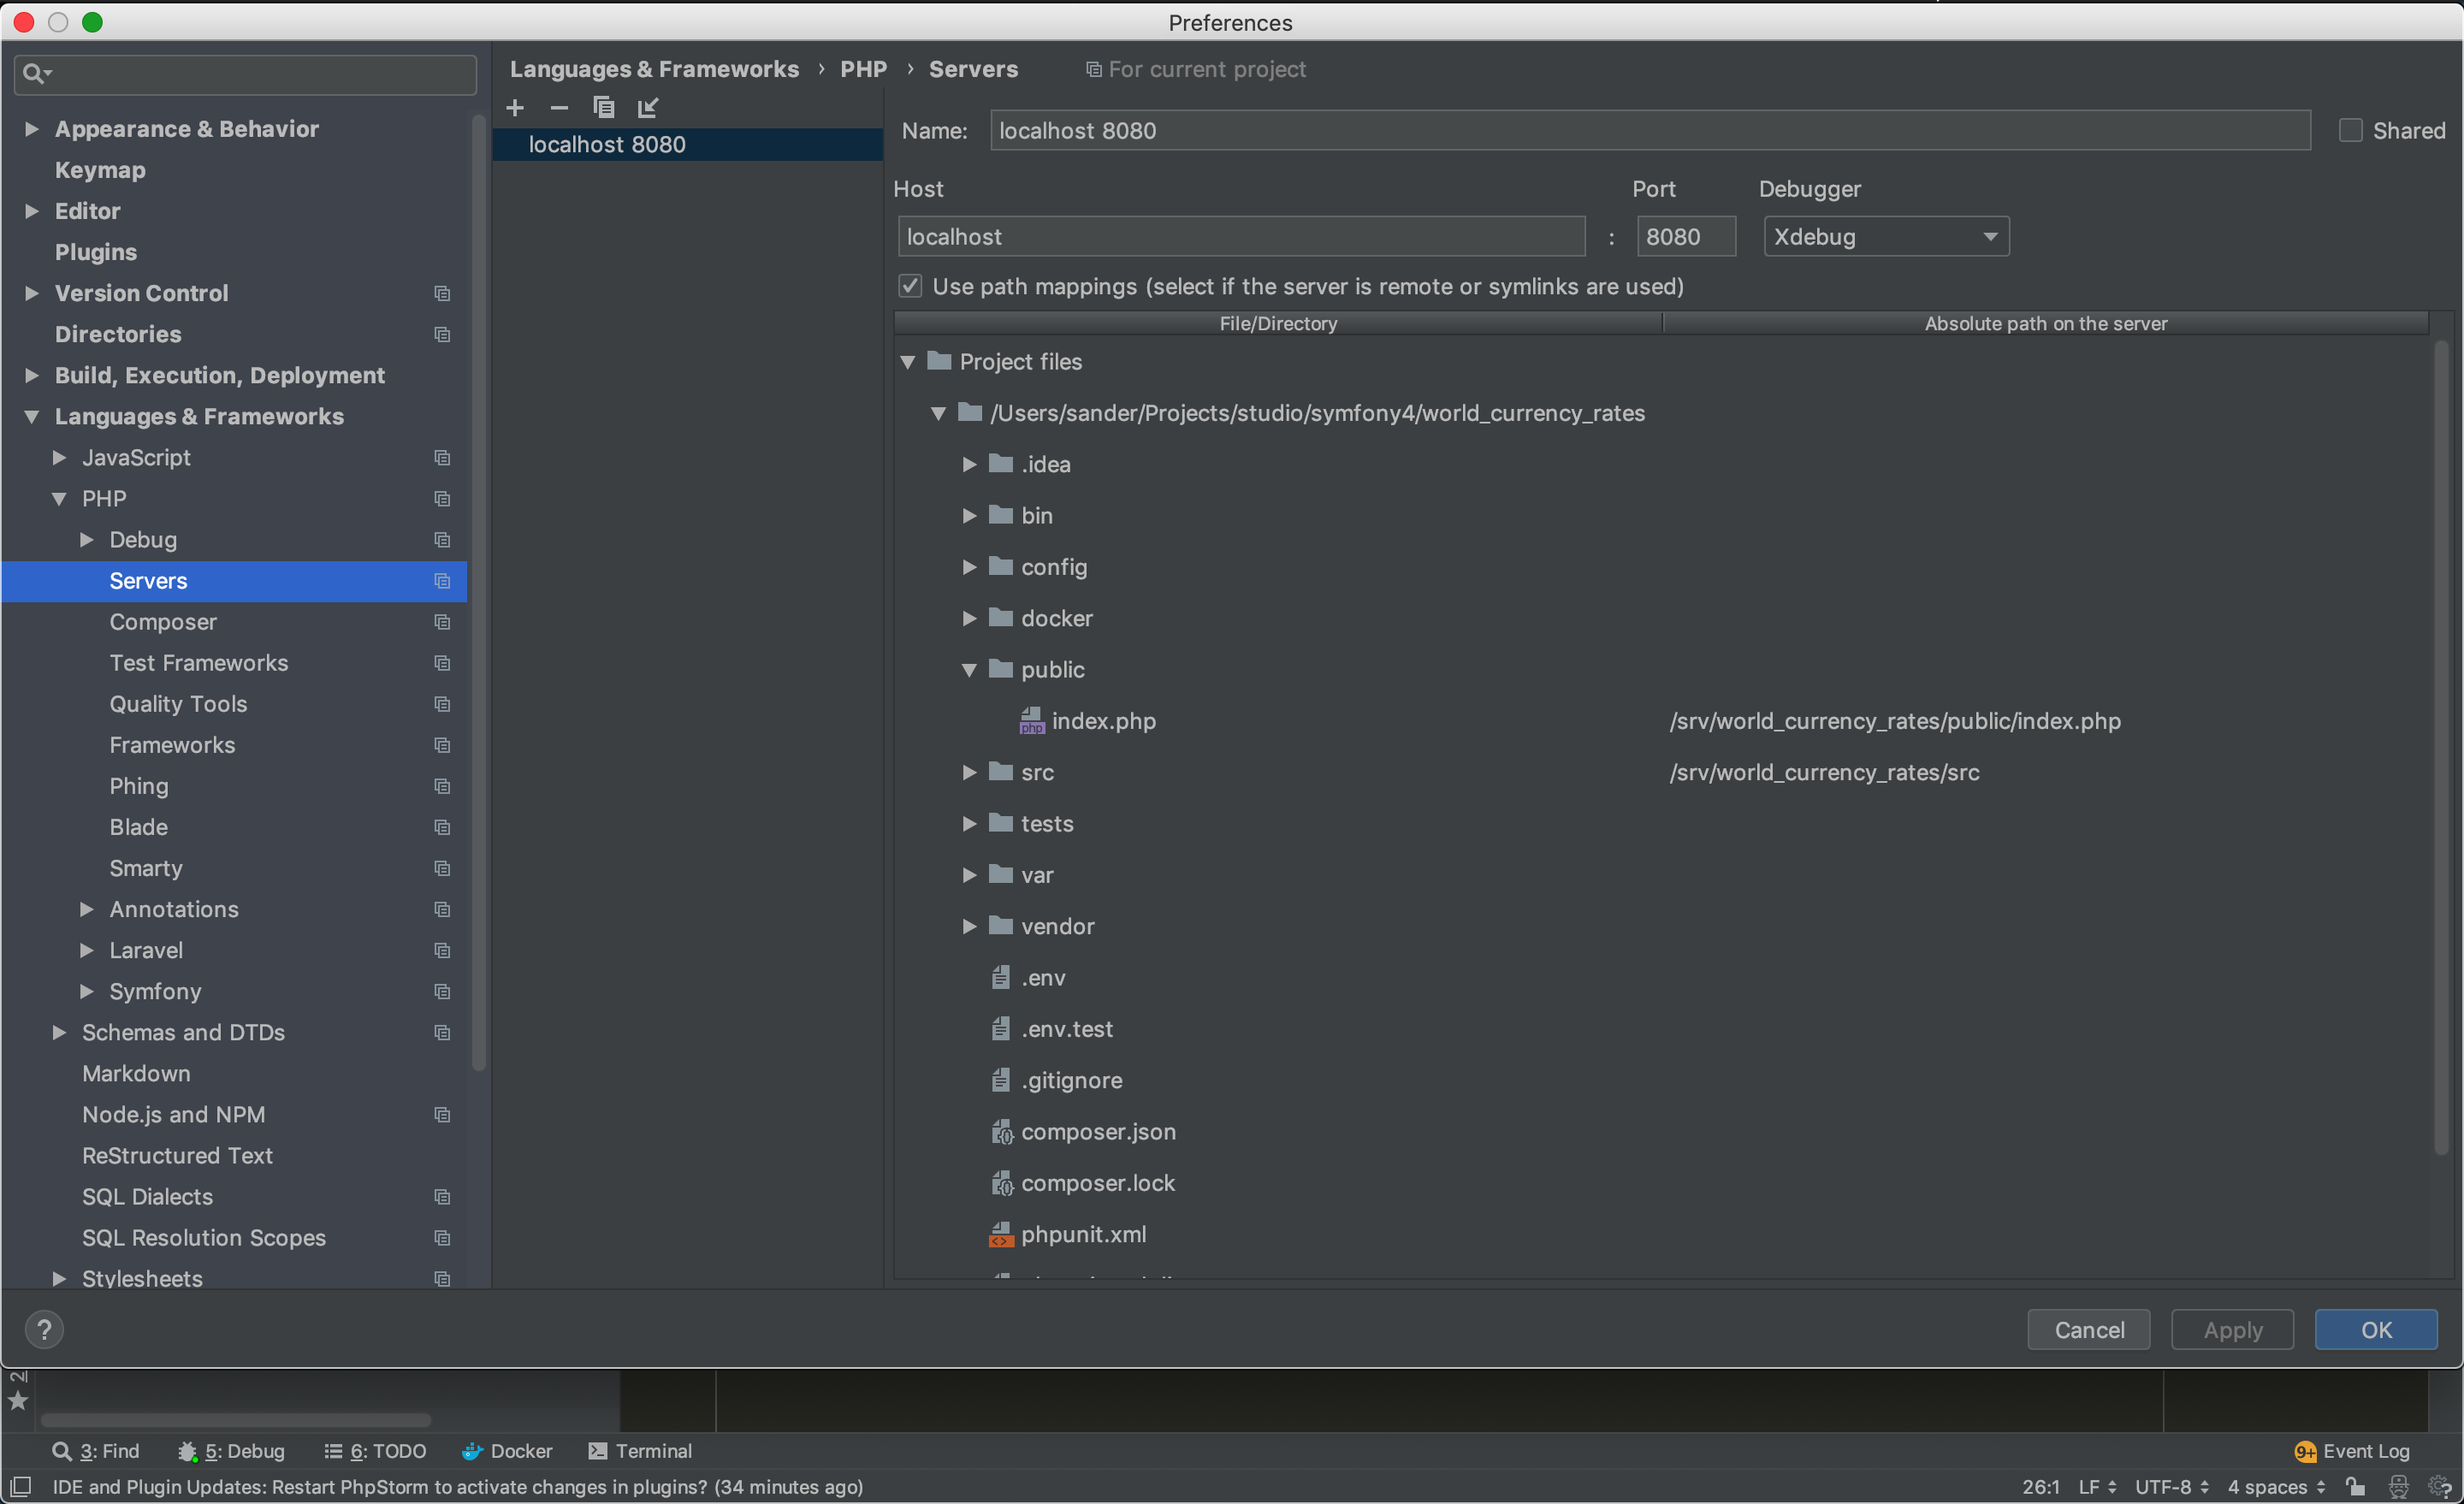 Preferences
Languages & Frameworks › PHP › Servers
For current project
Appearance & Behavior
Keymap
Editor
Plugins
Version Control
Directories
Build, Execution, Deployment
Languages & Frameworks
JavaScript
PHP
Debug
Servers
Composer
Test Frameworks
Quality Tools
Frameworks
Phing
Blade
Smarty
Annotations
Laravel
Symfony
Schemas and DTDs
Markdown
Node.js and NPM
ReStructured Text
SQL Dialects
SQL Resolution Scopes
Stylesheets
localhost 8080
Name: localhost 8080 Shared
Host Port Debugger
localhost : 8080 Xdebug
Use path mappings (select if the server is remote or symlinks are used)
File/Directory Absolute path on the server
Project files
/Users/sander/Projects/studio/symfony4/world_currency_rates
.idea
bin
config
docker
public
php index.php /srv/world_currency_rates/public/index.php
src /srv/world_currency_rates/src
tests
var
vendor
.env
.env.test
.gitignore
composer.json
composer.lock
phpunit.xml
? Cancel Apply OK
3: Find 5: Debug 6: TODO Docker Terminal 9+ Event Log
IDE and Plugin Updates: Restart PhpStorm to activate changes in plugins? (34 minutes ago) 26:1 LF UTF-8 4 spaces